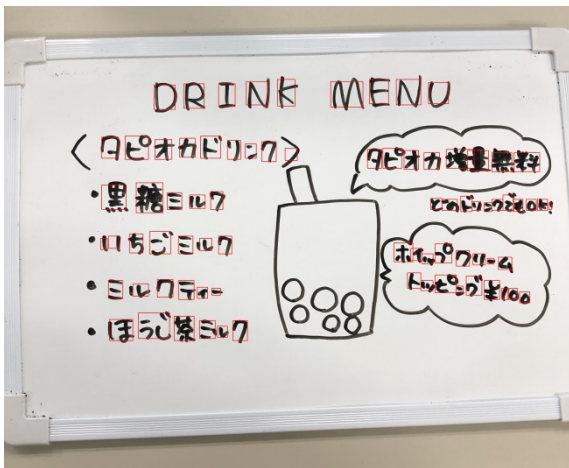 DRINK MENU
〈タピオカドリンク〉
・黒糖ミルク
・いちごミルク
・ミルクティー
・ほうじ茶ミルク
タピオカ増量無料
どのドリンクでもOK!
ホイップクリーム
トッピング¥100